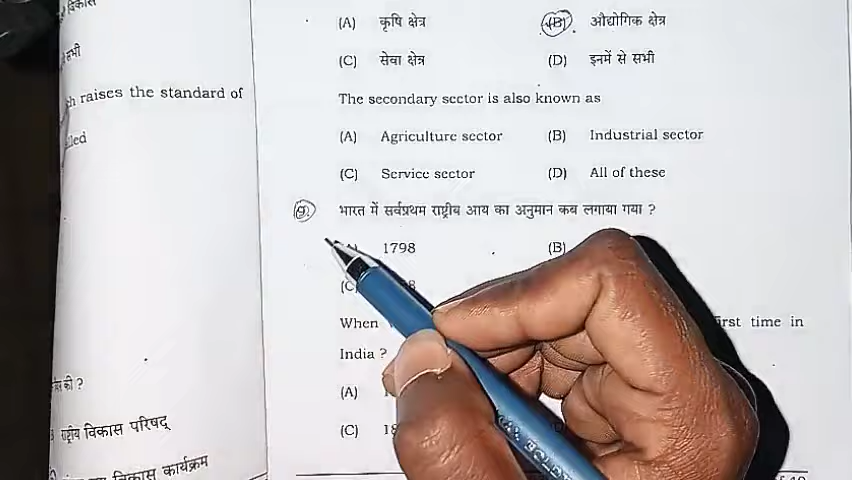 विकास
सभी
ch raises the standard of
lled
की ?
राष्ट्रीय विकास परिषद्
विकास कार्यक्रम
(A) कृषि क्षेत्र (B) औद्योगिक क्षेत्र
(C) सेवा क्षेत्र (D) इनमें से सभी
The secondary sector is also known as
(A) Agriculture sector (B) Industrial sector
(C) Service sector (D) All of these
9. भारत में सर्वप्रथम राष्ट्रीय आय का अनुमान कब लगाया गया ?
1798 (B)
(C)
When first time in
India ?
(A)
(C)